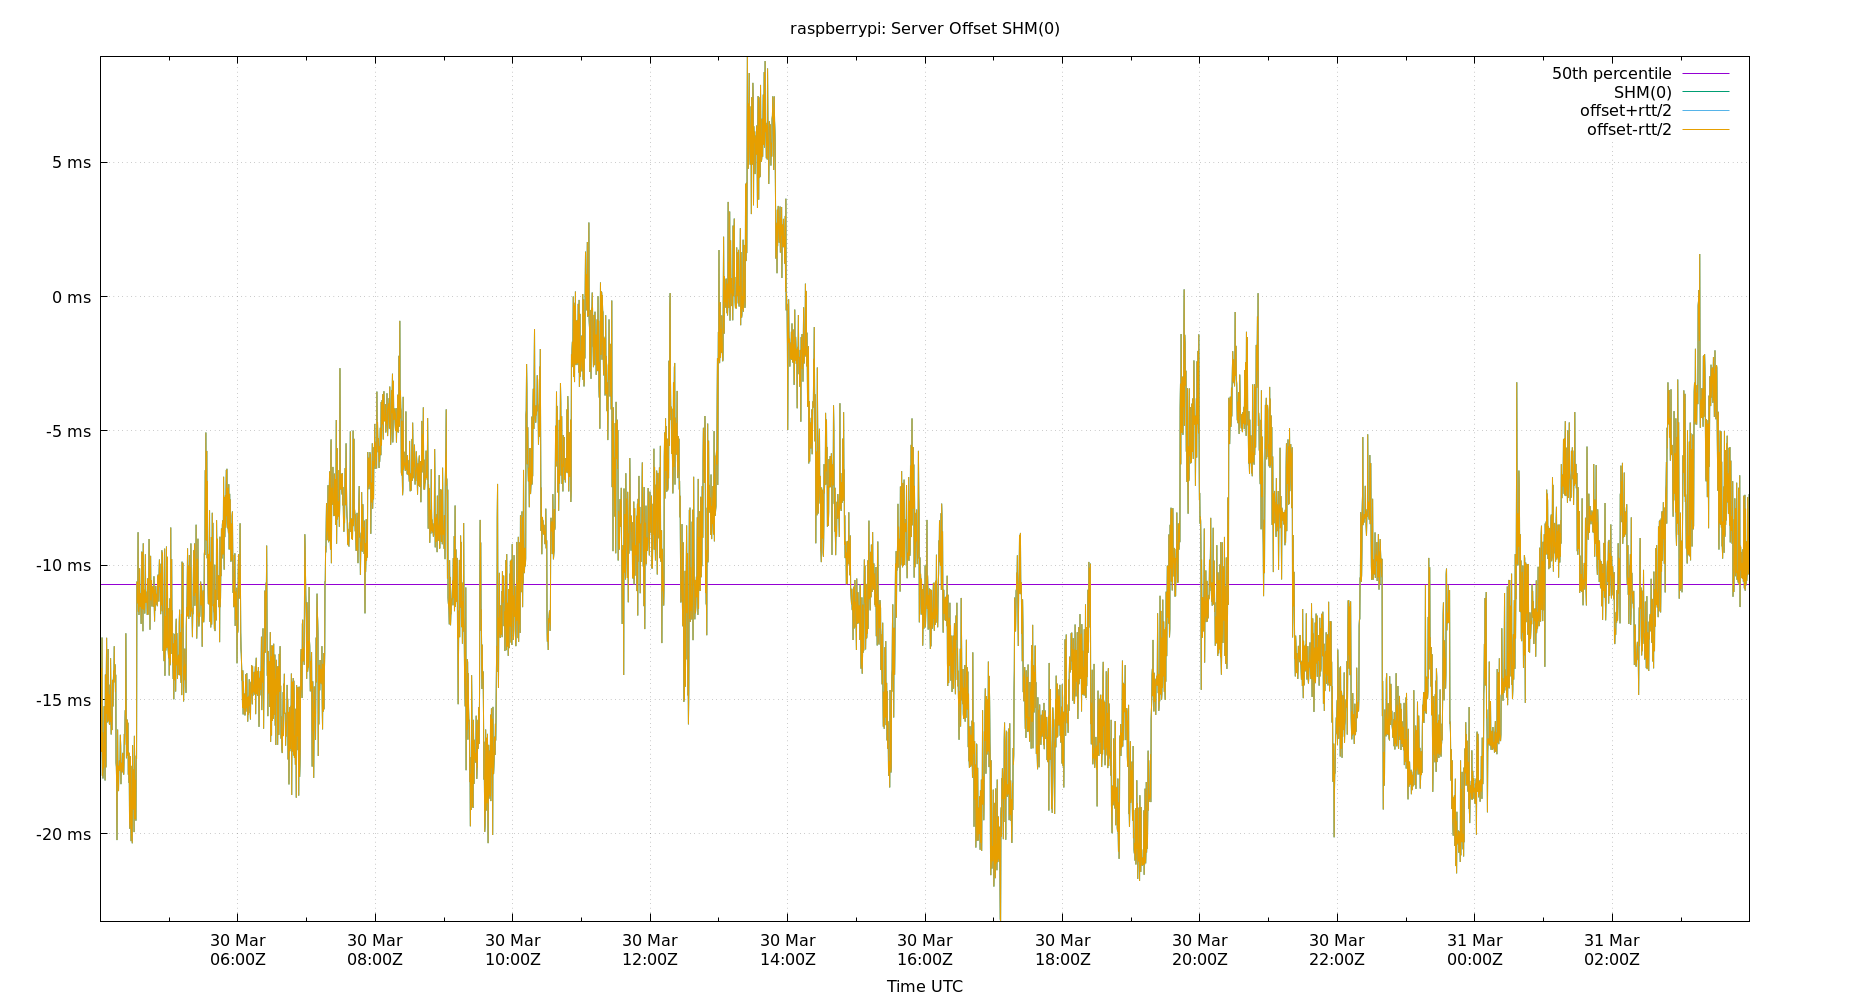 raspberrypi: Server Offset SHM(0)
50th percentile
SHM(0)
offset+rtt/2
offset-rtt/2
5 ms
0 ms
-5 ms
-10 ms
-15 ms
-20 ms
30 Mar 30 Mar 30 Mar 30 Mar 30 Mar 30 Mar 30 Mar 30 Mar 30 Mar 31 Mar 31 Mar
06:00Z 08:00Z 10:00Z 12:00Z 14:00Z 16:00Z 18:00Z 20:00Z 22:00Z 00:00Z 02:00Z
Time UTC